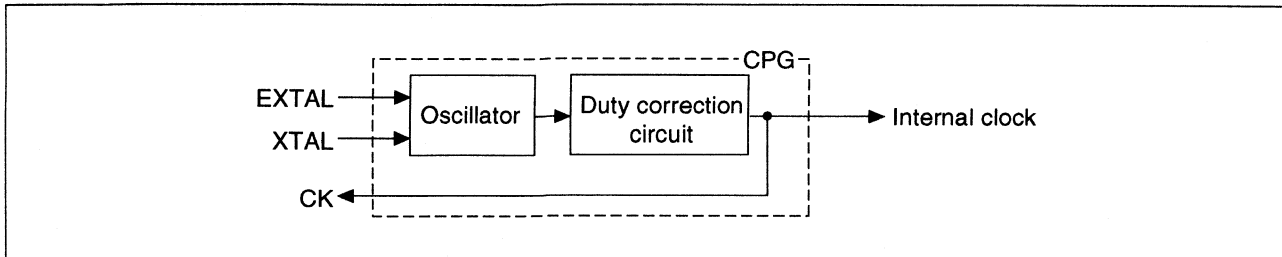 CPG
EXTAL
Oscillator
Duty correction
circuit
Internal clock
XTAL
CK